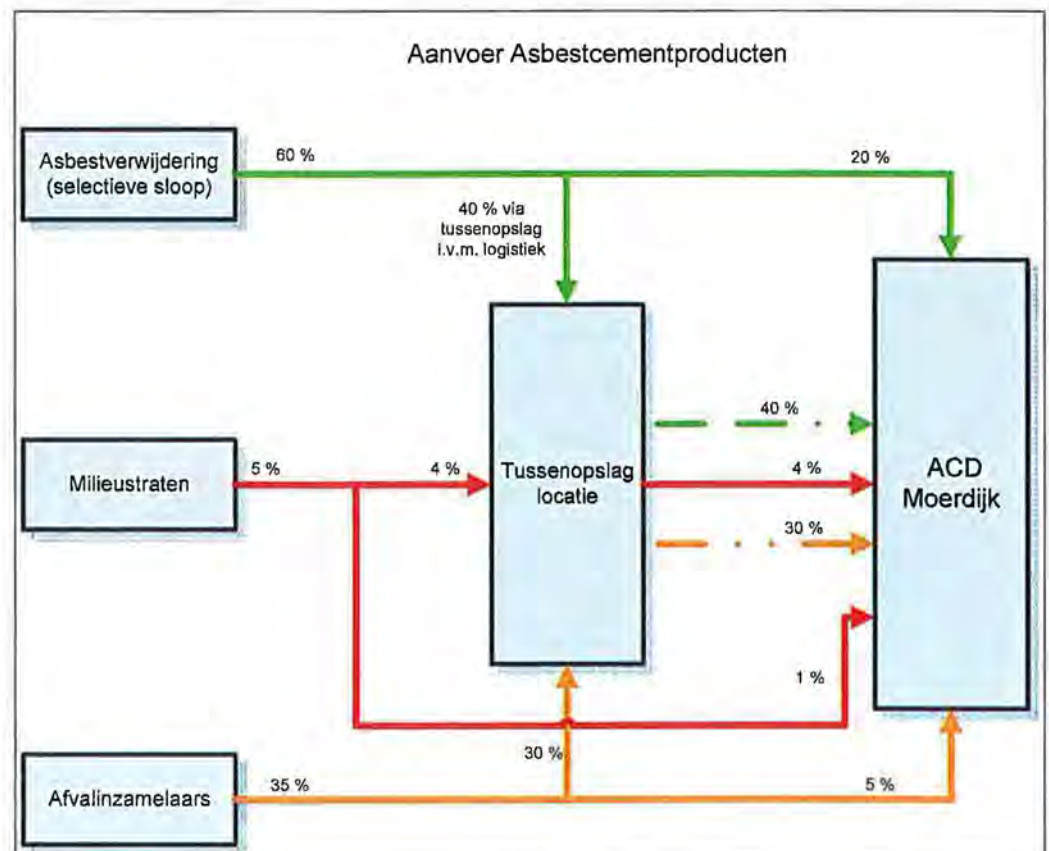 Aanvoer Asbestcementproducten
Asbestverwijdering
(selectieve sloop)
60 %
20 %
40 % via
tussenopslag
i.v.m. logistiek
40 %
Milieustraten
5 %
4 %
Tussenopslag
locatie
4 %
ACD
Moerdijk
30 %
1 %
30 %
Afvalinzamelaars
35 %
5 %